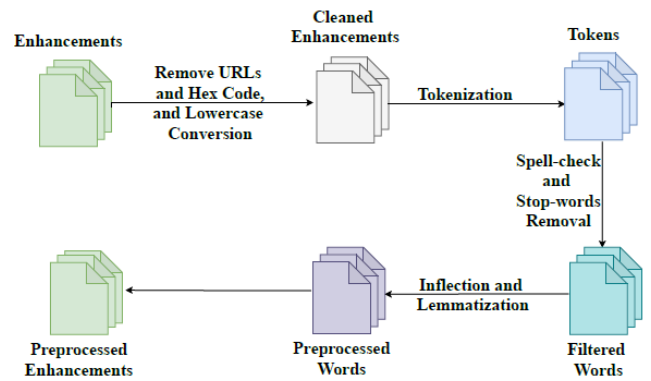 Enhancements
Remove URLs
and Hex Code,
and Lowercase
Conversion
Cleaned
Enhancements
Tokenization
Tokens
Spell-check
and
Stop-words
Removal
Filtered
Words
Inflection and
Lemmatization
Preprocessed
Words
Preprocessed
Enhancements